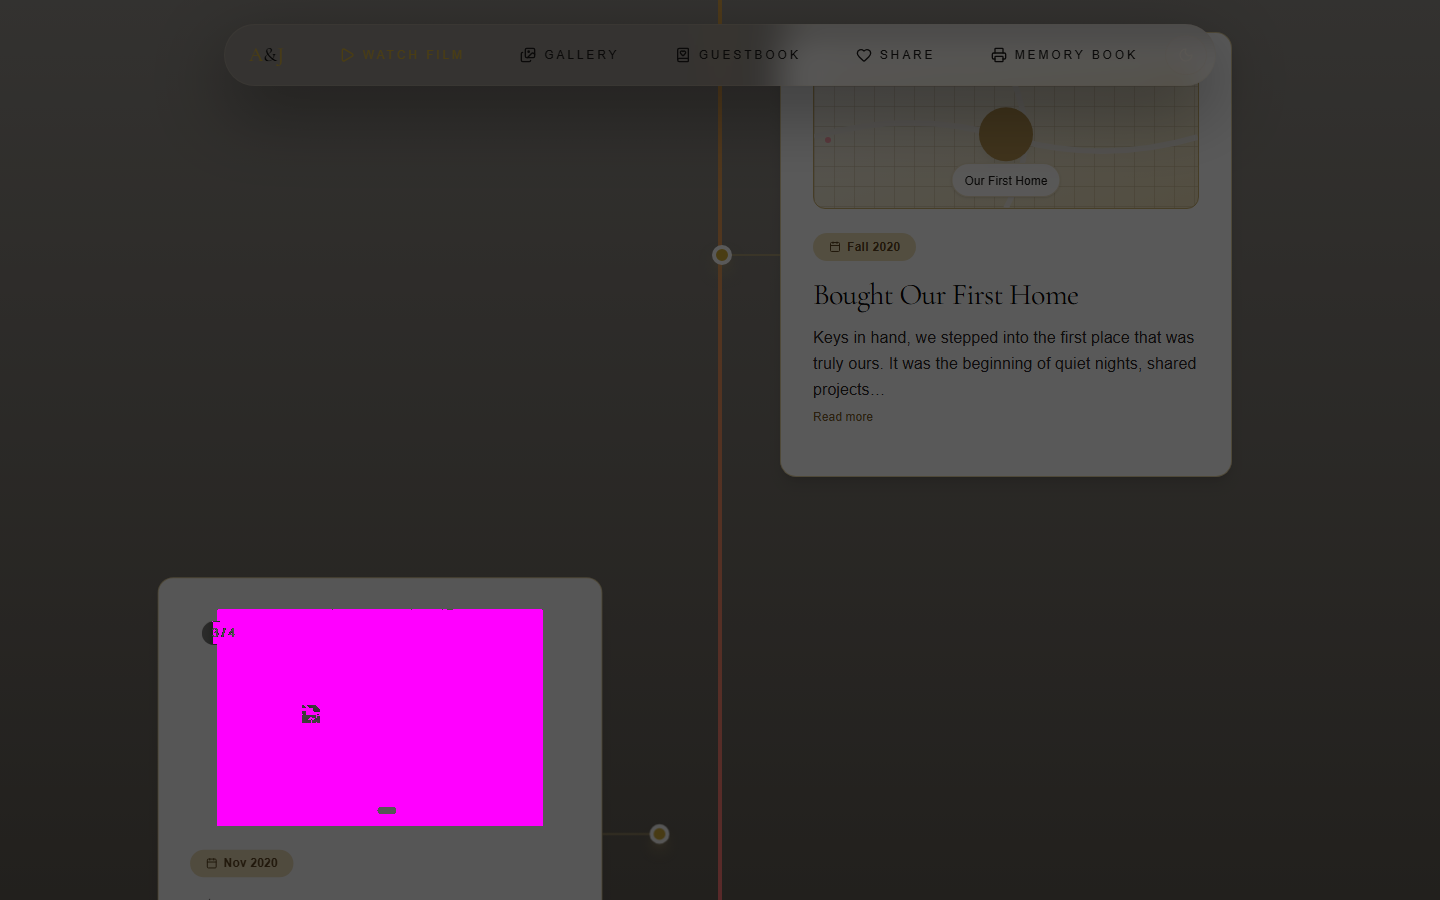 A&J
WATCH FILM
GALLERY
GUESTBOOK
SHARE
MEMORY BOOK
Our First Home
Fall 2020
Bought Our First Home
Keys in hand, we stepped into the first place that was
truly ours. It was the beginning of quiet nights, shared
projects...
Read more
Nov 2020